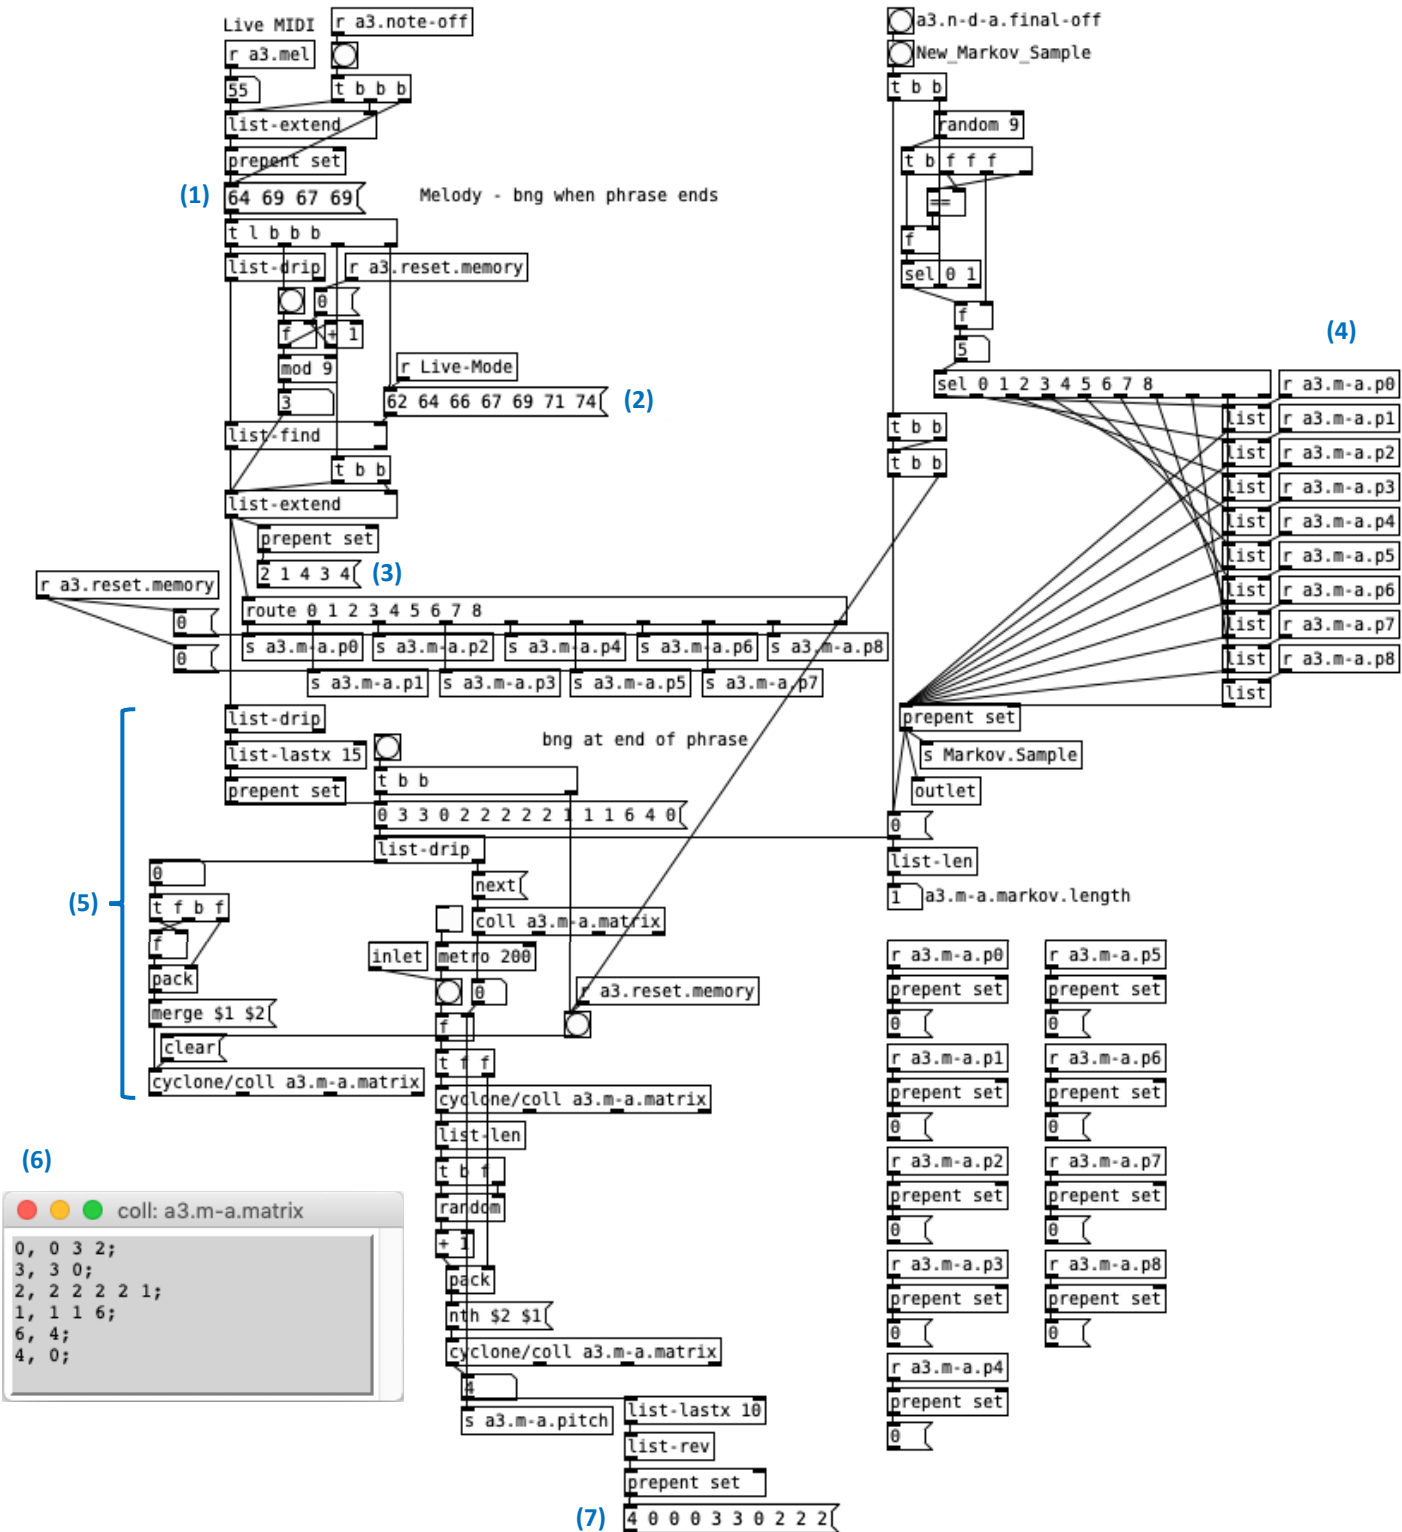 Live MIDI
r a3.note-off
r a3.mel
55
t b b b
list-extend
prepent set
(1)
64 69 67 69
Melody - bng when phrase ends
t l b b b
list-drip
r a3.reset.memory
0
f
+ 1
mod 9
r Live-Mode
3
62 64 66 67 69 71 74
(2)
list-find
t b b
list-extend
prepent set
2 1 4 3 4
(3)
r a3.reset.memory
0
route 0 1 2 3 4 5 6 7 8
s a3.m-a.p0
s a3.m-a.p2
s a3.m-a.p4
s a3.m-a.p6
s a3.m-a.p8
0
s a3.m-a.p1
s a3.m-a.p3
s a3.m-a.p5
s a3.m-a.p7
list-drip
list-lastx 15
bng at end of phrase
prepent set
t b b
0 3 3 0 2 2 2 2 2 1 1 1 6 4 0
list-drip
(5)
0
t f b f
f
pack
merge $1 $2
clear
cyclone/coll a3.m-a.matrix
next
coll a3.m-a.matrix
inlet
metro 200
0
r a3.reset.memory
f
t f f
cyclone/coll a3.m-a.matrix
list-len
t b f
random
+ 1
pack
nth $2 $1
cyclone/coll a3.m-a.matrix
4
s a3.m-a.pitch
list-lastx 10
list-rev
prepent set
(7)
4 0 0 0 3 3 0 2 2 2
(6)
coll: a3.m-a.matrix
0, 0 3 2;
3, 3 0;
2, 2 2 2 2 1;
1, 1 1 6;
6, 4;
4, 0;
a3.n-d-a.final-off
New_Markov_Sample
t b b
random 9
t b f f f
==
f
sel 0 1
f
5
(4)
sel 0 1 2 3 4 5 6 7 8
r a3.m-a.p0
list
r a3.m-a.p1
list
r a3.m-a.p2
list
r a3.m-a.p3
list
r a3.m-a.p4
list
r a3.m-a.p5
list
r a3.m-a.p6
list
r a3.m-a.p7
list
r a3.m-a.p8
list
t b b
t b b
prepent set
s Markov.Sample
outlet
0
list-len
1
a3.m-a.markov.length
r a3.m-a.p0
prepent set
0
r a3.m-a.p1
prepent set
0
r a3.m-a.p2
prepent set
0
r a3.m-a.p3
prepent set
0
r a3.m-a.p4
prepent set
0
r a3.m-a.p5
prepent set
0
r a3.m-a.p6
prepent set
0
r a3.m-a.p7
prepent set
0
r a3.m-a.p8
prepent set
0